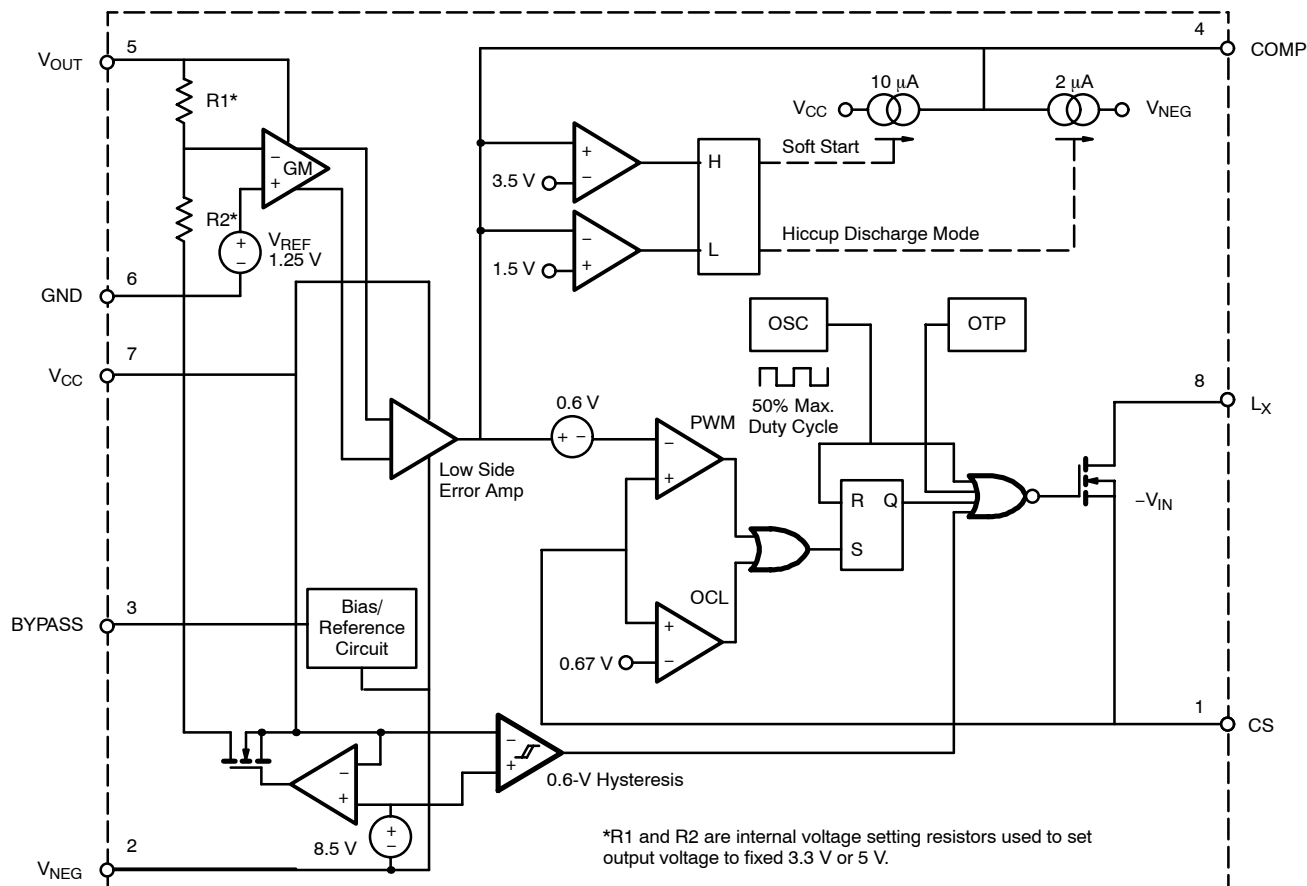 5
V_OUT
4
COMP
R1*
10 μA
2 μA
V_CC
V_NEG
−
GM
+
+
−
3.5 V
H
Soft Start
R2*
+
−
V_REF
1.25 V
−
+
1.5 V
L
Hiccup Discharge Mode
6
GND
OSC
OTP
7
V_CC
50% Max.
Duty Cycle
8
L_X
0.6 V
+ −
PWM
−
+
Low Side
Error Amp
R Q
S
−V_IN
3
BYPASS
Bias/
Reference
Circuit
OCL
+
−
0.67 V
1
CS
−
+
0.6-V Hysteresis
−
+
8.5 V
+
−
2
V_NEG
*R1 and R2 are internal voltage setting resistors used to set
output voltage to fixed 3.3 V or 5 V.